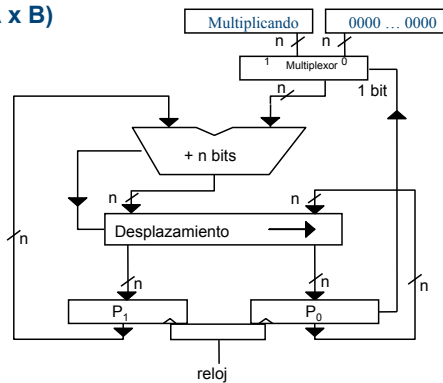 x B)
Multiplicando
0000 ... 0000
n
n
1 Multiplexor 0
n
1 bit
+ n bits
n
n
Desplazamiento
n
n
n
n
P1
P0
reloj